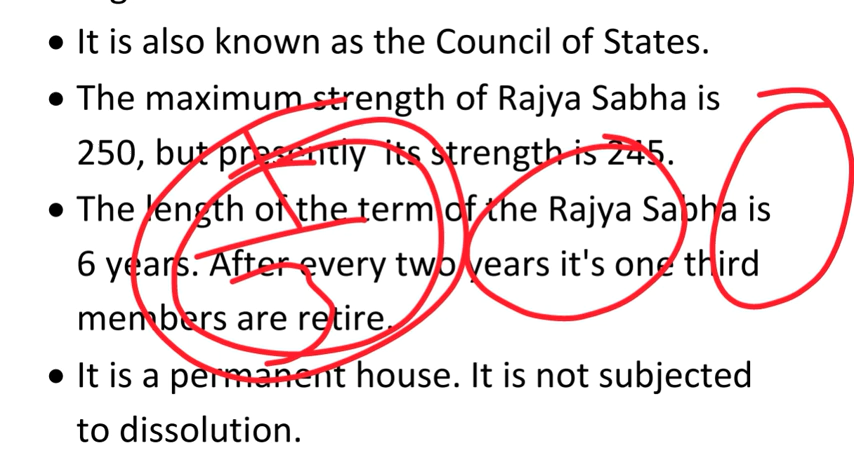 • It is also known as the Council of States.
• The maximum strength of Rajya Sabha is
250, but presently its strength is 245.
• The length of the term of the Rajya Sabha is
6 years. After every two years it's one third
members are retire.
• It is a permanent house. It is not subjected
to dissolution.